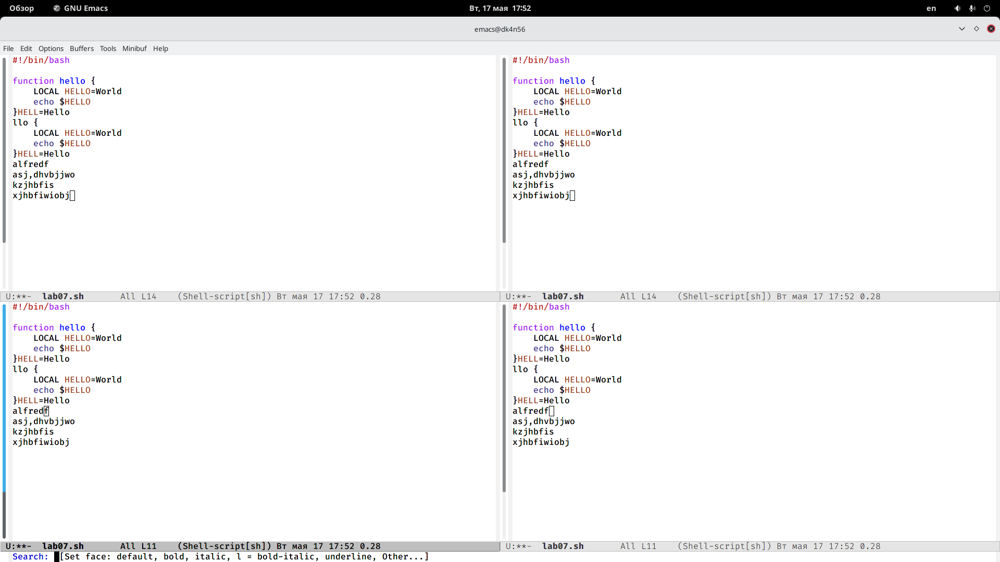 Обзор GNU Emacs Вт, 17 мая 17:52 en
emacs@dk4n56
File Edit Options Buffers Tools Minibuf Help
#!/bin/bash
function hello {
    LOCAL HELLO=World
    echo $HELLO
}HELL=Hello
llo {
    LOCAL HELLO=World
    echo $HELLO
}HELL=Hello
alfredf
asj,dhvbjjwo
kzjhbfis
xjhbfiwiobj
U:**-  lab07.sh       All L14    (Shell-script[sh]) Вт мая 17 17:52 0.28
#!/bin/bash
function hello {
    LOCAL HELLO=World
    echo $HELLO
}HELL=Hello
llo {
    LOCAL HELLO=World
    echo $HELLO
}HELL=Hello
alfredf
asj,dhvbjjwo
kzjhbfis
xjhbfiwiobj
U:**-  lab07.sh       All L14    (Shell-script[sh]) Вт мая 17 17:52 0.28
#!/bin/bash
function hello {
    LOCAL HELLO=World
    echo $HELLO
}HELL=Hello
llo {
    LOCAL HELLO=World
    echo $HELLO
}HELL=Hello
alfredf
asj,dhvbjjwo
kzjhbfis
xjhbfiwiobj
U:**-  lab07.sh       All L11    (Shell-script[sh]) Вт мая 17 17:52 0.28
#!/bin/bash
function hello {
    LOCAL HELLO=World
    echo $HELLO
}HELL=Hello
llo {
    LOCAL HELLO=World
    echo $HELLO
}HELL=Hello
alfredf
asj,dhvbjjwo
kzjhbfis
xjhbfiwiobj
U:**-  lab07.sh       All L11    (Shell-script[sh]) Вт мая 17 17:52 0.28
Search: [Set face: default, bold, italic, l = bold-italic, underline, Other...]